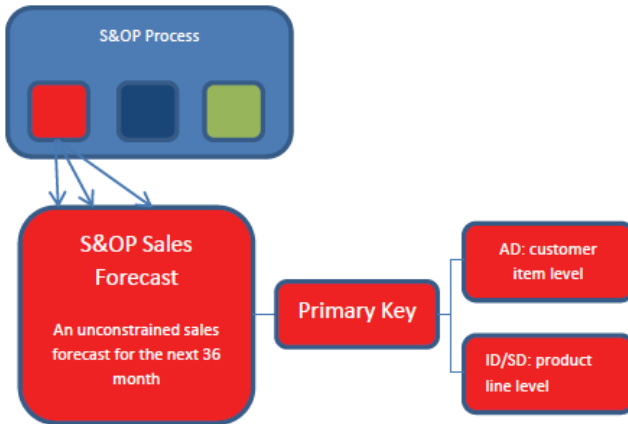 S&OP Process
S&OP Sales
Forecast
An unconstrained sales
forecast for the next 36
month
Primary Key
AD: customer
item level
ID/SD: product
line level